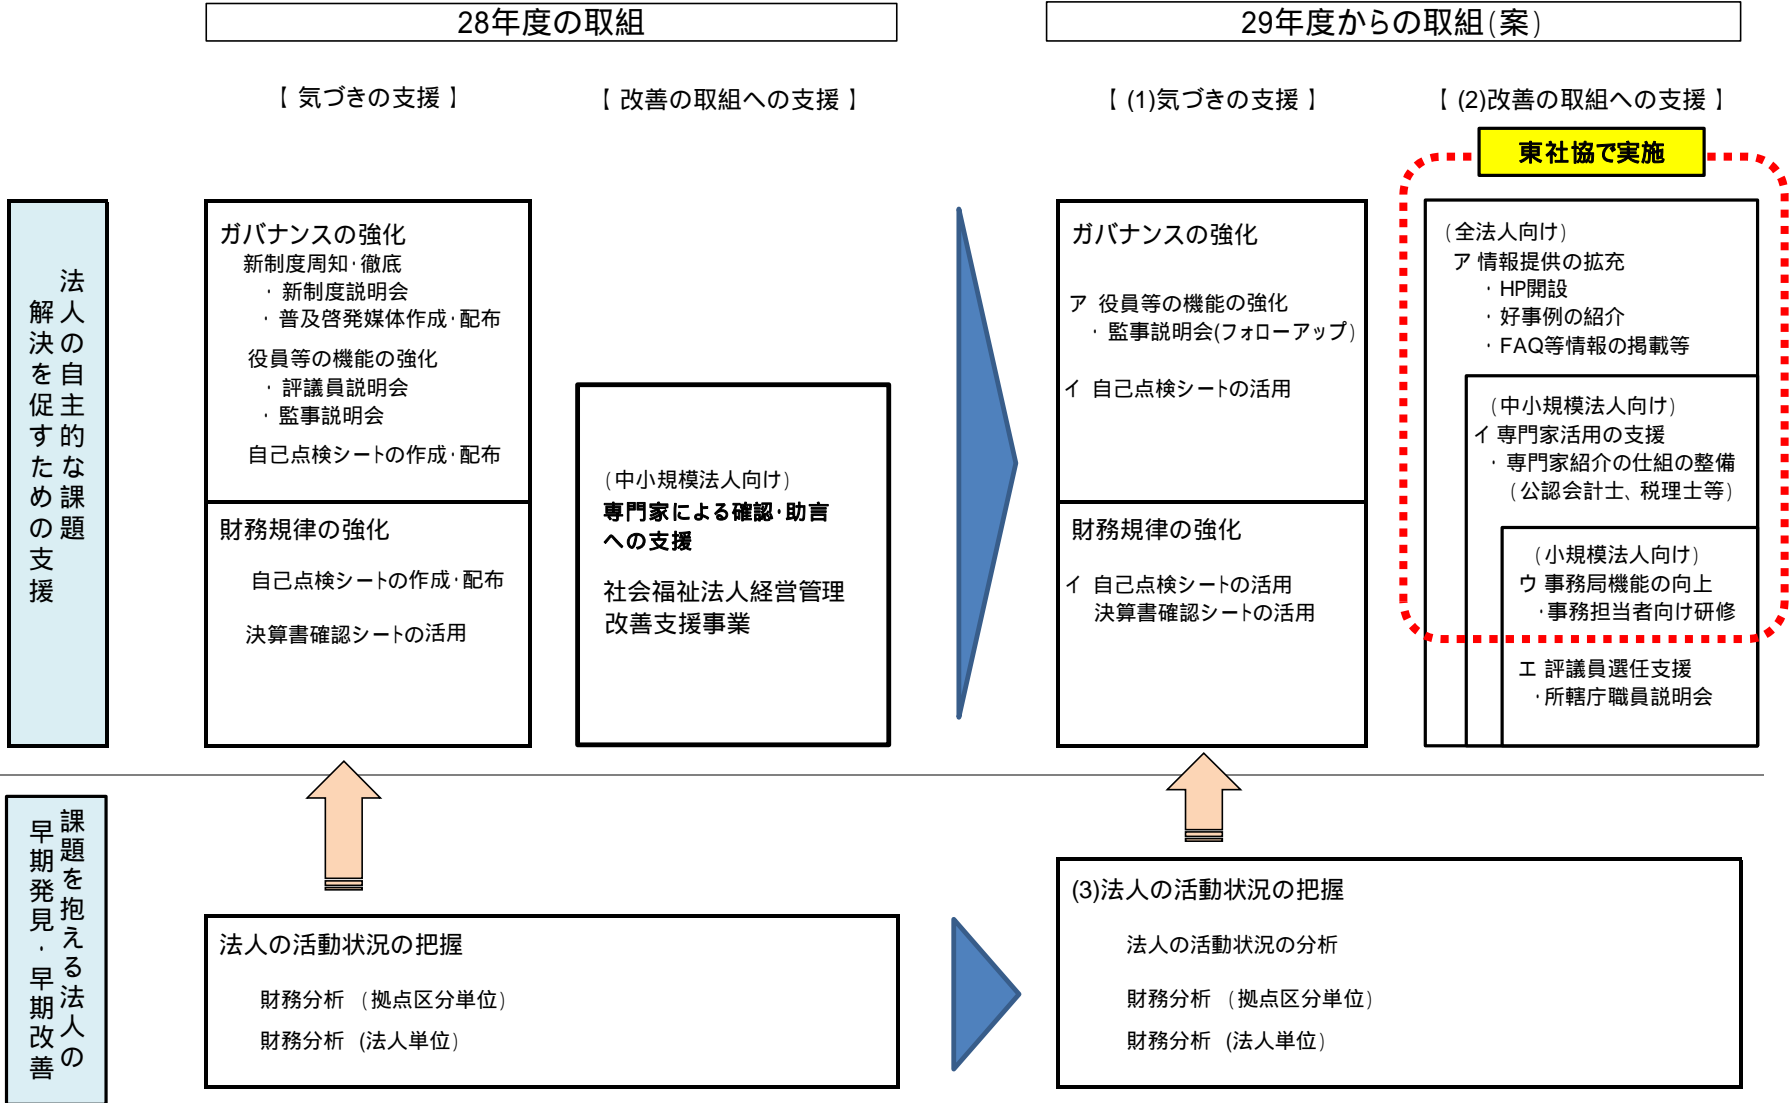 28年度の取組
【 気づきの支援 】
【 改善の取組への支援 】
法人の自主的な課題
解決を促すための支援
ガバナンスの強化
新制度周知・徹底
・新制度説明会
・普及啓発媒体作成・配布
役員等の機能の強化
・評議員説明会
・監事説明会
自己点検シートの作成・配布
財務規律の強化
自己点検シートの作成・配布
決算書確認シートの活用
(中小規模法人向け)
専門家による確認・助言
への支援
社会福祉法人経営管理
改善支援事業
29年度からの取組(案)
【 (1)気づきの支援 】
【 (2)改善の取組への支援 】
東社協で実施
ガバナンスの強化
ア 役員等の機能の強化
・監事説明会(フォローアップ)
イ 自己点検シートの活用
財務規律の強化
イ 自己点検シートの活用
決算書確認シートの活用
(全法人向け)
ア 情報提供の拡充
・HP開設
・好事例の紹介
・FAQ等情報の掲載等
(中小規模法人向け)
イ 専門家活用の支援
・専門家紹介の仕組の整備
(公認会計士、税理士等)
(小規模法人向け)
ウ 事務局機能の向上
・事務担当者向け研修
エ 評議員選任支援
・所轄庁職員説明会
課題を抱える法人の
早期発見・早期改善
法人の活動状況の把握
財務分析 (拠点区分単位)
財務分析 (法人単位)
(3)法人の活動状況の把握
法人の活動状況の分析
財務分析 (拠点区分単位)
財務分析 (法人単位)